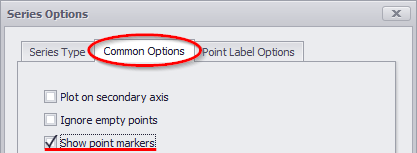 Series Options
Series Type Common Options Point Label Options
Plot on secondary axis
Ignore empty points
Show point markers